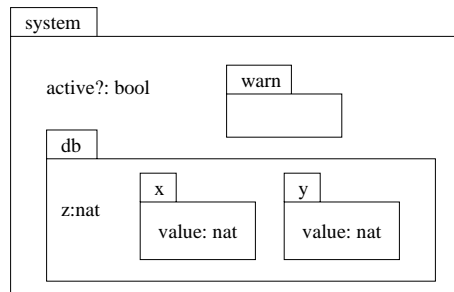 system
active?: bool
warn
db
z:nat
x
value: nat
y
value: nat